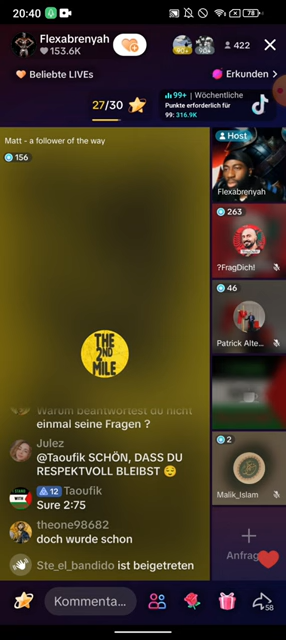 20:40
78
Flexabrenyah
153.6K
422
Beliebte LIVEs
Erkunden >
27/30
99+ | Wöchentliche
Punkte erforderlich für
99: 316.9K
Matt - a follower of the way
156
THE
2ND
MILE
Host
Flexabrenyah
263
?FragDich!
46
Patrick Alte...
2
Malik_Islam
Warum beantwortest du nicht
einmal seine Fragen ?
Julez
@Taoufik SCHÖN, DASS DU
RESPEKTVOLL BLEIBST 😌
12 Taoufik
Sure 2:75
theone98682
doch wurde schon
Ste_el_bandido ist beigetreten
+
Anfrag
Kommenta...
58